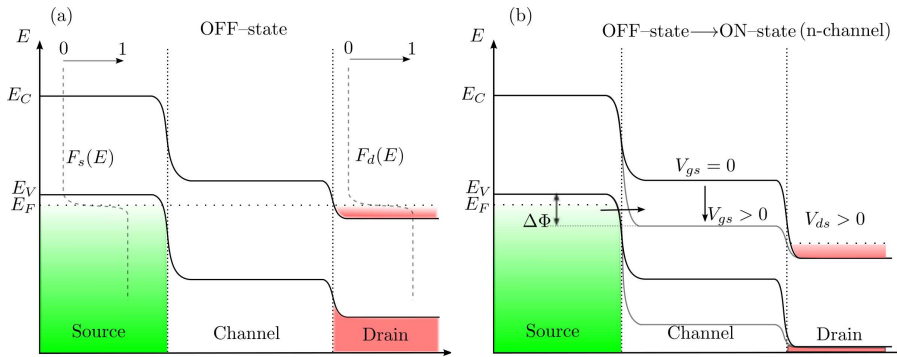 (a)
OFF–state
E
0 1
0 1
E_C
F_s(E)
F_d(E)
E_V
E_F
Source
Channel
Drain
(b)
OFF–state→ON–state (n-channel)
E
E_C
V_gs = 0
E_V
E_F
ΔΦ
V_gs > 0
V_ds > 0
Source
Channel
Drain